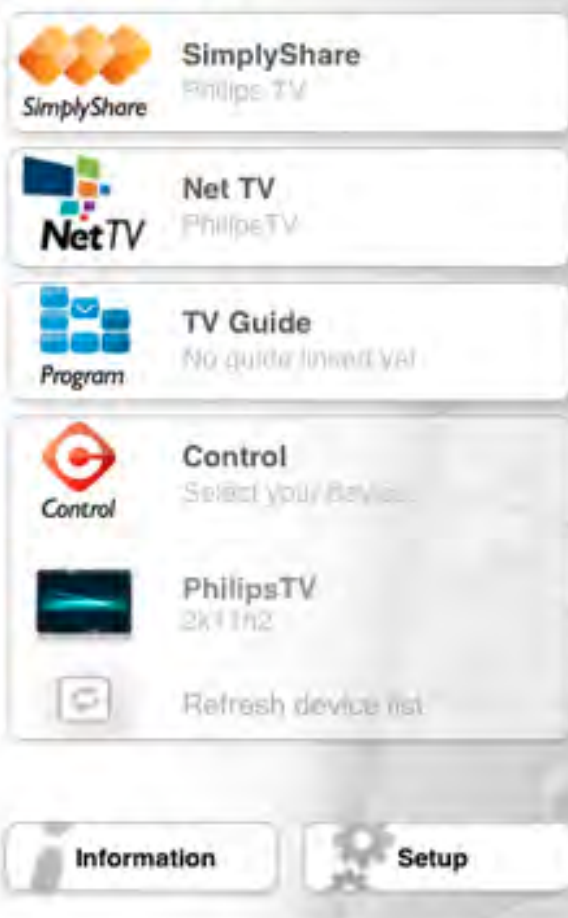 SimplyShare
SimplyShare
Philips TV
NetTV
Net TV
PhilipsTV
Program
TV Guide
No guide linked yet
Control
Control
Select your
PhilipsTV
2k11h2
Refresh device list
Information
Setup